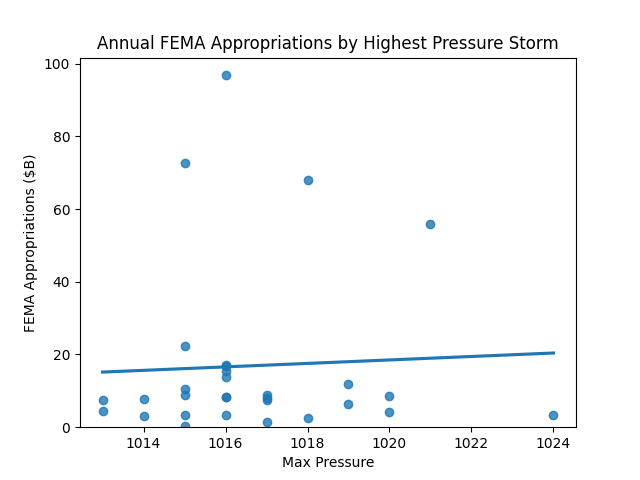 Annual FEMA Appropriations by Highest Pressure Storm
100
80
60
40
20
0
FEMA Appropriations ($B)
1014 1016 1018 1020 1022 1024
Max Pressure